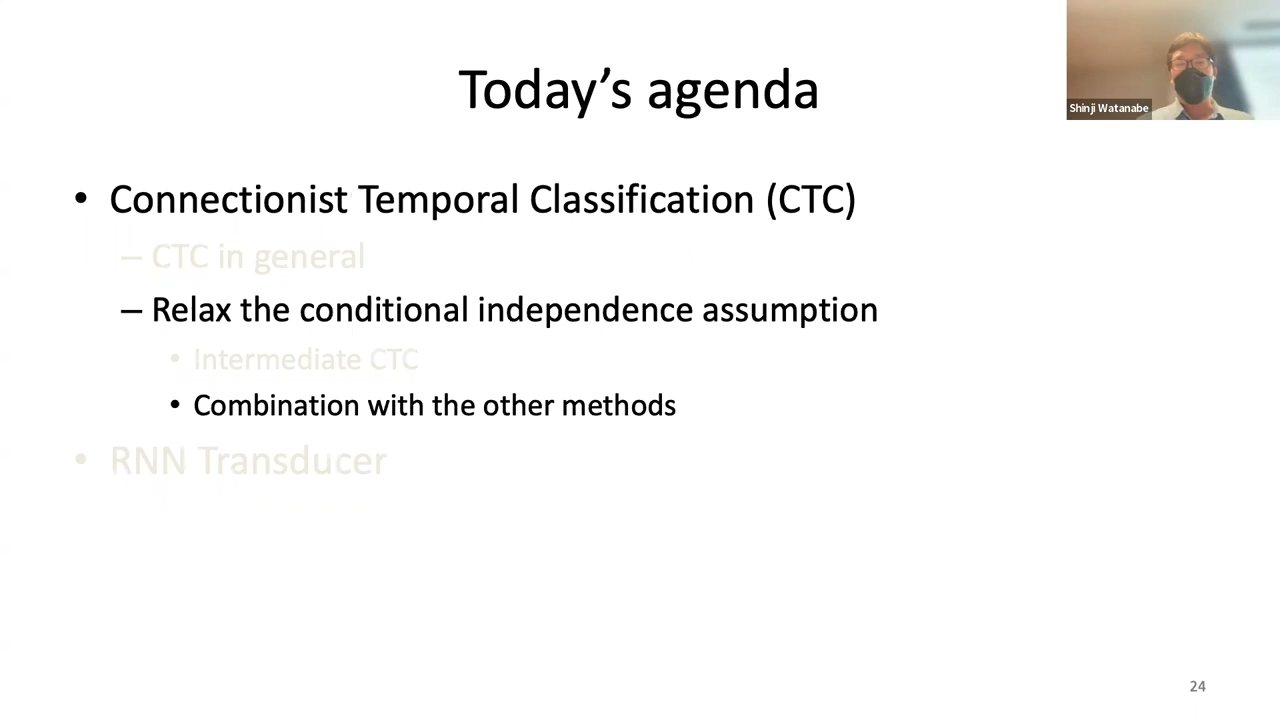 Today's agenda
Shinji Watanabe
• Connectionist Temporal Classification (CTC)
– CTC in general
– Relax the conditional independence assumption
• Intermediate CTC
• Combination with the other methods
• RNN Transducer
24